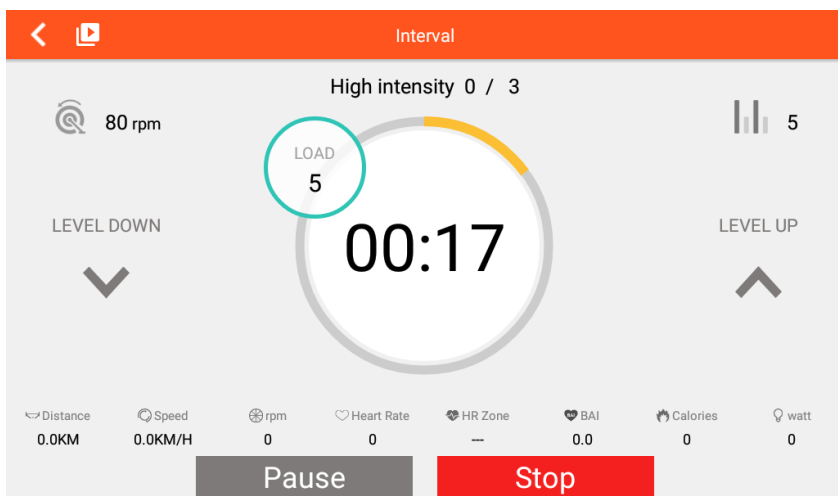 Interval
High intensity 0 / 3
80 rpm
5
LOAD
5
LEVEL DOWN
LEVEL UP
00:17
Distance Speed rpm Heart Rate HR Zone BAI Calories watt
0.0KM 0.0KM/H 0 0 --- 0.0 0 0
Pause Stop